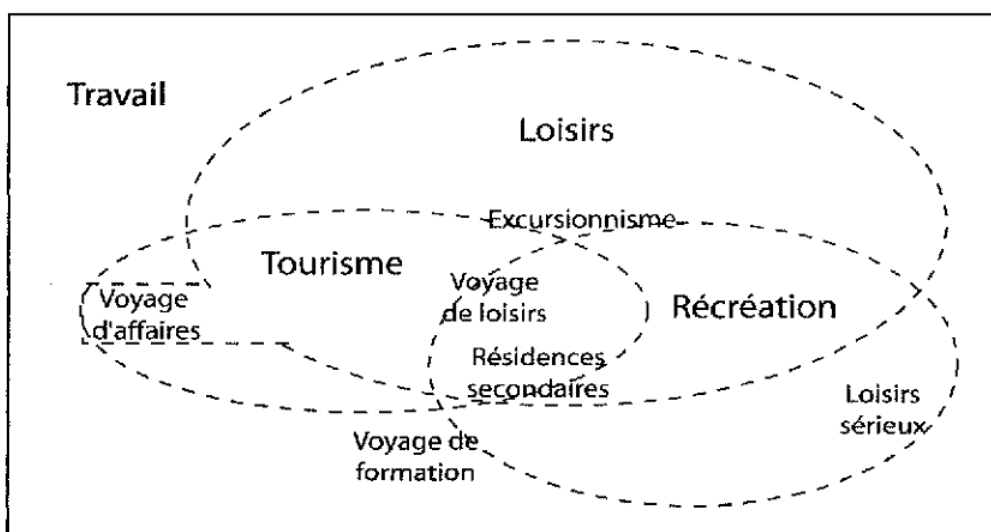 Travail
Loisirs
Excursionnisme
Tourisme
Voyage
de loisirs
Récréation
Voyage
d'affaires
Résidences
secondaires
Loisirs
sérieux
Voyage de
formation